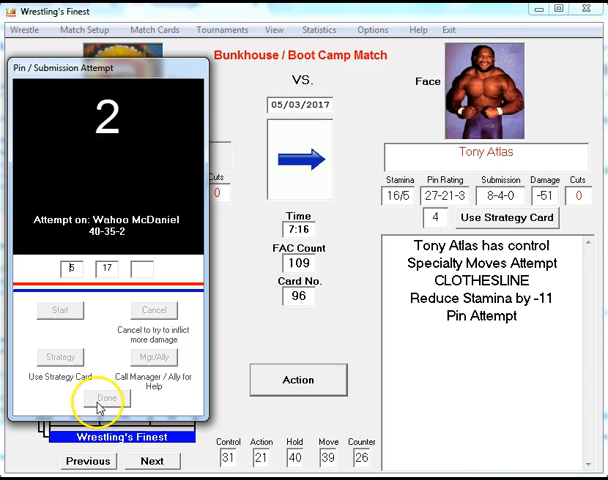 Wrestling's Finest
Wrestle Match Setup Match Cards Tournaments View Statistics Options Help Exit
Pin / Submission Attempt
2
Attempt on: Wahoo McDaniel
40-35-2
5 17
Start Cancel
Cancel to try to inflict
more damage
Strategy Mgr/Ally
Use Strategy Card Call Manager / Ally for
Help
Done
Wrestling's Finest
Previous Next
Bunkhouse / Boot Camp Match
VS.
05/03/2017
Cuts
0
Time
7:16
FAC Count
109
Card No.
96
Action
Control Action Hold Move Counter
31 21 40 39 26
Face
Tony Atlas
Stamina Pin Rating Submission Damage Cuts
16/5 27-21-3 8-4-0 -51 0
4 Use Strategy Card
Tony Atlas has control
Specialty Moves Attempt
CLOTHESLINE
Reduce Stamina by -11
Pin Attempt